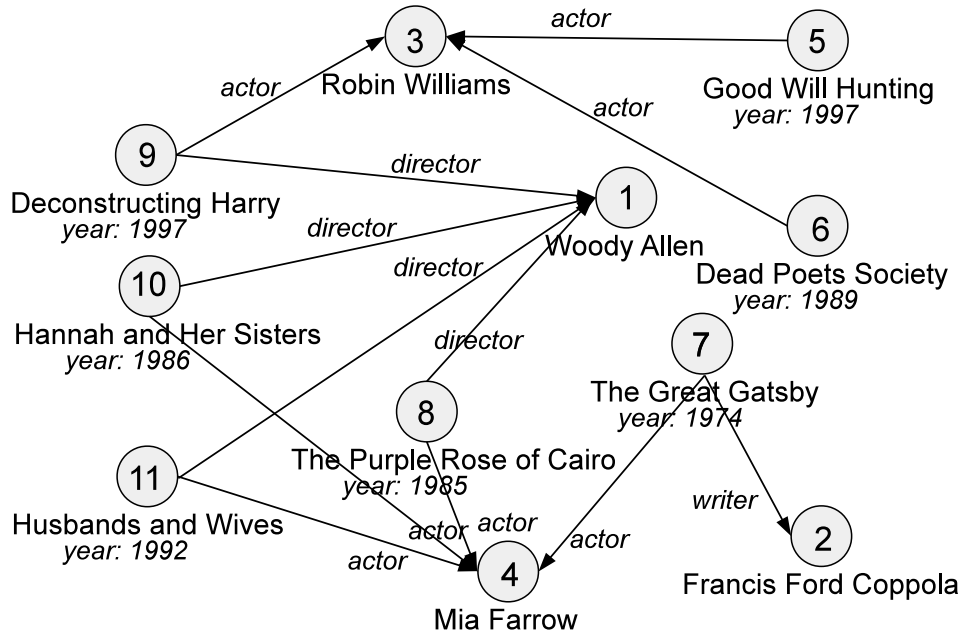 actor
3
5
Robin Williams
Good Will Hunting
year: 1997
actor
actor
9
director
Deconstructing Harry
year: 1997
1
Woody Allen
6
Dead Poets Society
year: 1989
director
10
director
Hannah and Her Sisters
year: 1986
director
7
The Great Gatsby
year: 1974
8
The Purple Rose of Cairo
year: 1985
11
Husbands and Wives
year: 1992
actor
actor
actor
actor
writer
2
Francis Ford Coppola
4
Mia Farrow